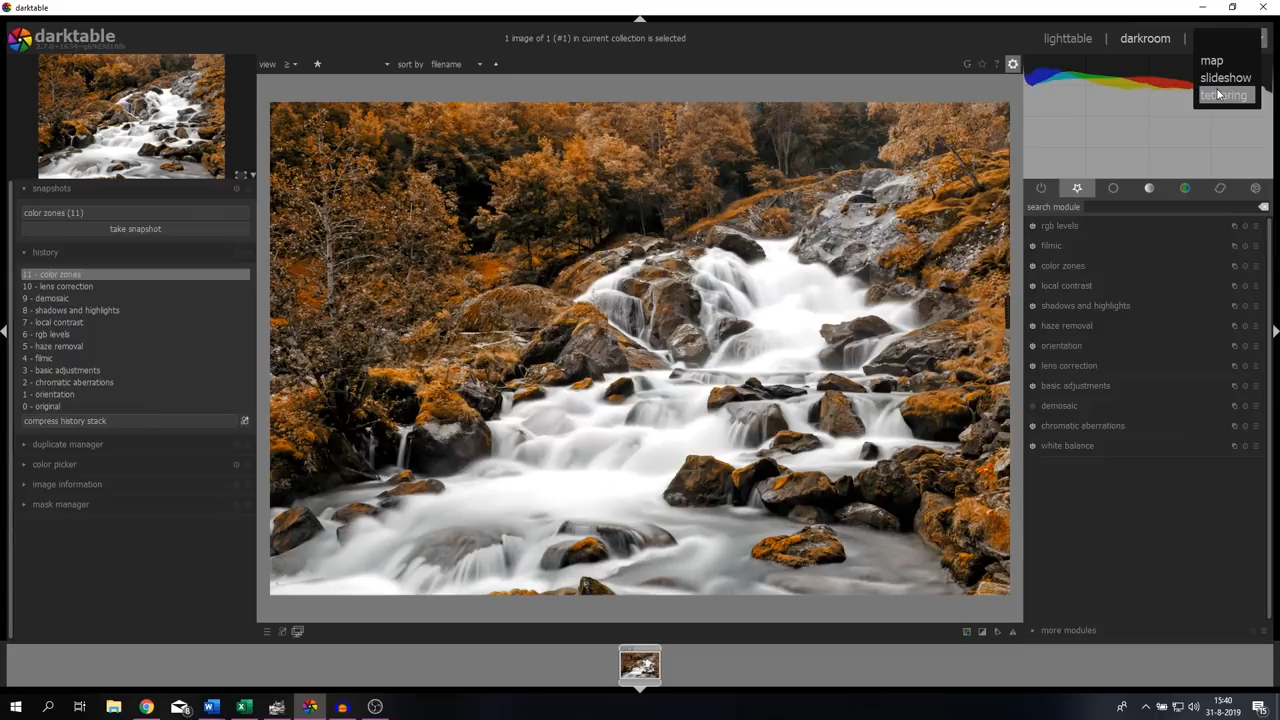 darktable
darktable
1 image of 1 (#1) in current collection is selected
lighttable | darkroom |
map
slideshow
tethering
view ≥ ★ sort by filename
G ☆ ?
snapshots
color zones (11)
take snapshot
history
11 - color zones
10 - lens correction
9 - demosaic
8 - shadows and highlights
7 - local contrast
6 - rgb levels
5 - haze removal
4 - filmic
3 - basic adjustments
2 - chromatic aberrations
1 - orientation
0 - original
compress history stack
duplicate manager
color picker
image information
mask manager
search module
rgb levels
filmic
color zones
local contrast
shadows and highlights
haze removal
orientation
lens correction
basic adjustments
demosaic
chromatic aberrations
white balance
more modules
15:40
31-8-2019